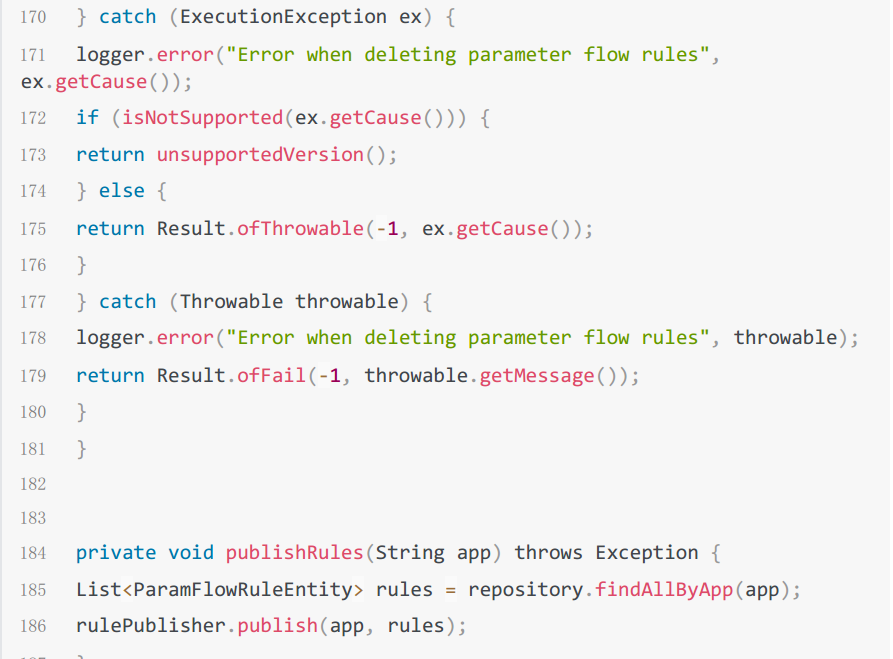 170 } catch (ExecutionException ex) {
171 logger.error("Error when deleting parameter flow rules",
ex.getCause());
172 if (isNotSupported(ex.getCause())) {
173 return unsupportedVersion();
174 } else {
175 return Result.ofThrowable(-1, ex.getCause());
176 }
177 } catch (Throwable throwable) {
178 logger.error("Error when deleting parameter flow rules", throwable);
179 return Result.ofFail(-1, throwable.getMessage());
180 }
181 }
182
183
184 private void publishRules(String app) throws Exception {
185 List<ParamFlowRuleEntity> rules = repository.findAllByApp(app);
186 rulePublisher.publish(app, rules);